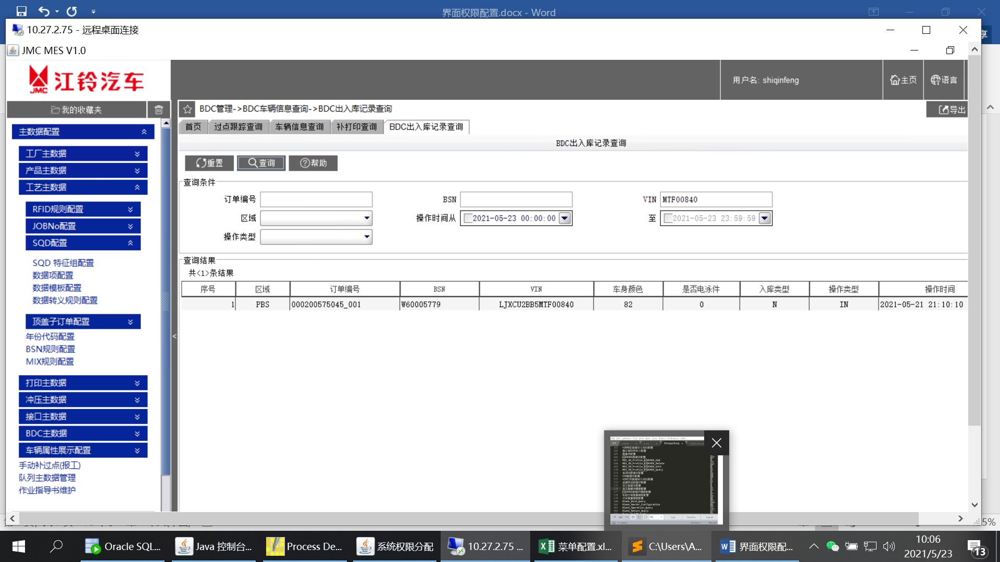 界面权限配置.docx - Word
10.27.2.75 - 远程桌面连接
享
JMC MES V1.0
JMC 江铃汽车
用户名: shiqinfeng
主页
语言
我的收藏夹
BDC管理->BDC车辆信息查询->BDC出入库记录查询
导出
首页 过点跟踪查询 车辆信息查询 补打印查询 BDC出入库记录查询
BDC出入库记录查询
重置 查询 帮助
查询条件
订单编号 BSN VIN MTF00840
区域 操作时间从 2021-05-23 00:00:00 至 2021-05-23 23:59:59
操作类型
查询结果
共<1>条结果
序号 区域 订单编号 BSN VIN 车身颜色 是否电泳件 入库类型 操作类型 操作时间
1 PBS 000200575045_001 W60005779 LJXCU2BB5MTF00840 82 0 N IN 2021-05-21 21:10:10
主数据配置
工厂主数据
产品主数据
工艺主数据
RFID规则配置
JOBNo配置
SQD配置
SQD 特征组配置
数据项配置
数据模板配置
数据转义规则配置
顶盖子订单配置
年份代码配置
BSN规则配置
MIX规则配置
打印主数据
冲压主数据
接口主数据
BDC主数据
车辆属性展示配置
手动补过点(报工)
队列主数据管理
作业指导书维护
<
MES_SM_Profile_ECDEMOS_Add
MES_SM_Profile_ECDEMOS_Delete
MES_SM_Profile_ECDEMOS_Edit
MES_SM_Profile_ECDEMOS_Query
Blank_Bind_Query
Blank_Master_Configuration
Blank_Operation_Query
Blank_Return_Query
5%
Oracle SQL...
Java 控制台...
Process De...
系统权限分配
10.27.2.75 ...
菜单配置.xl...
C:\Users\A...
界面权限配...
10:06
2021/5/23
13